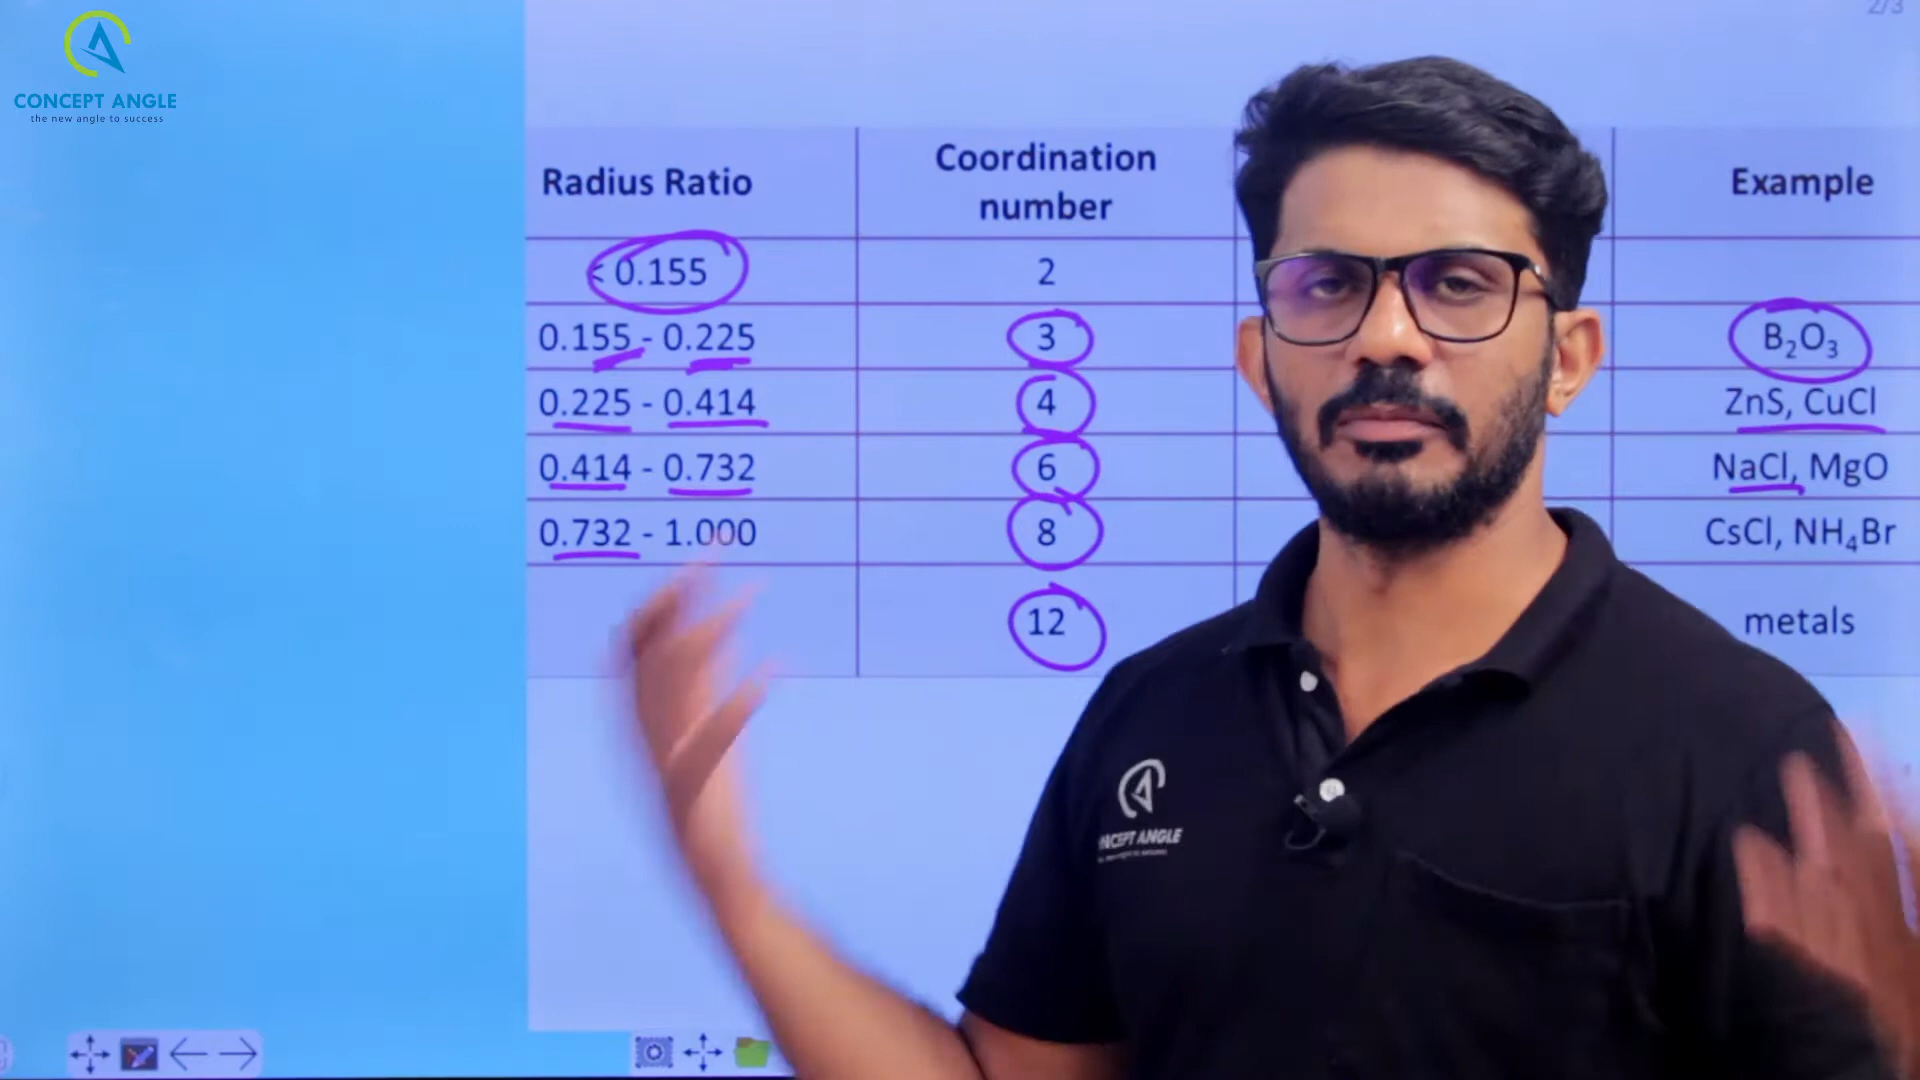 2/3
CONCEPT ANGLE
the new angle to success
Radius Ratio
Coordination
number
Example
< 0.155
2
0.155 - 0.225
3
B₂O₃
0.225 - 0.414
4
ZnS, CuCl
0.414 - 0.732
6
NaCl, MgO
0.732 - 1.000
8
CsCl, NH₄Br
12
metals
ANGLE